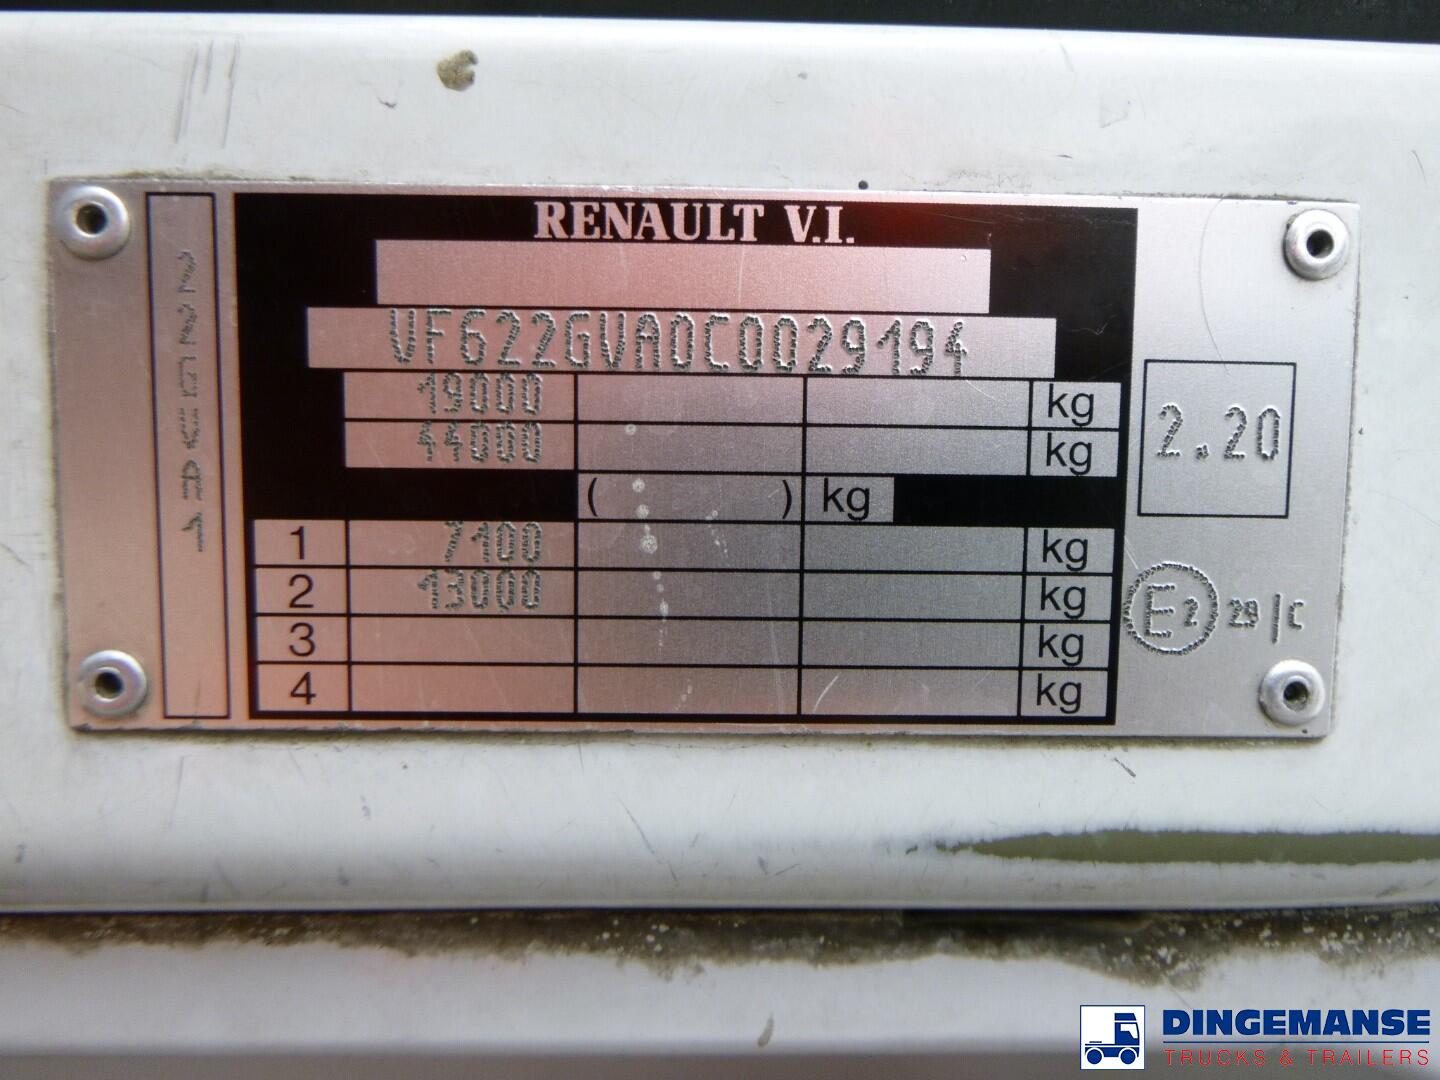 RENAULT V.I.
VF622GVA0C0029194
19000 kg
44000 kg
( ) kg
1 7100 kg
2 13000 kg
3 kg
4 kg
2.20
E2 28/C
DINGEMANSE
TRUCKS & TRAILERS